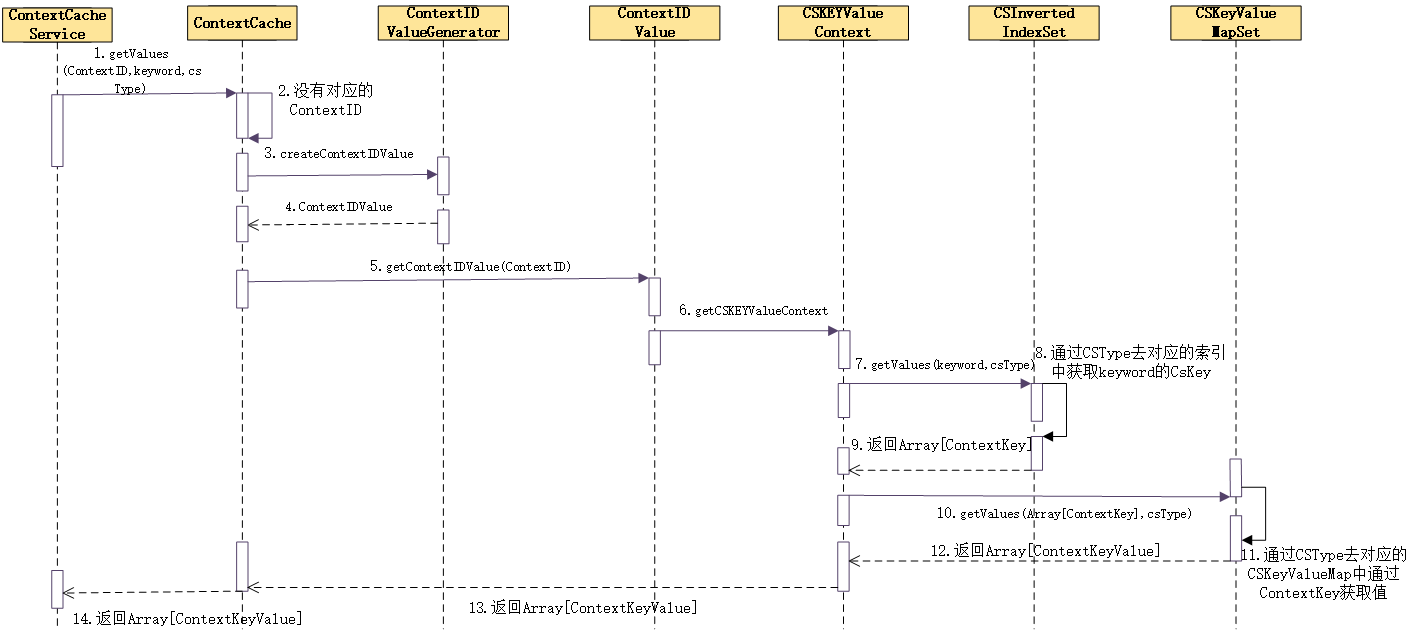 ContextCache
Service
ContextCache
ContextID
ValueGenerator
ContextID
Value
CSKEYValue
Context
CSInverted
IndexSet
CSKeyValue
MapSet
1.getValues
(ContextID,keyword,cs
Type)
2.没有对应的
ContextID
3.createContextIDValue
4.ContextIDValue
5.getContextIDValue(ContextID)
6.getCSKEYValueContext
7.getValues(keyword,csType)
8.通过CSType去对应的索引
中获取keyword的CsKey
9.返回Array[ContextKey]
10.getValues(Array[ContextKey],csType)
11.通过CSType去对应的
CSKeyValueMap中通过
ContextKey获取值
12.返回Array[ContextKeyValue]
13.返回Array[ContextKeyValue]
14.返回Array[ContextKeyValue]